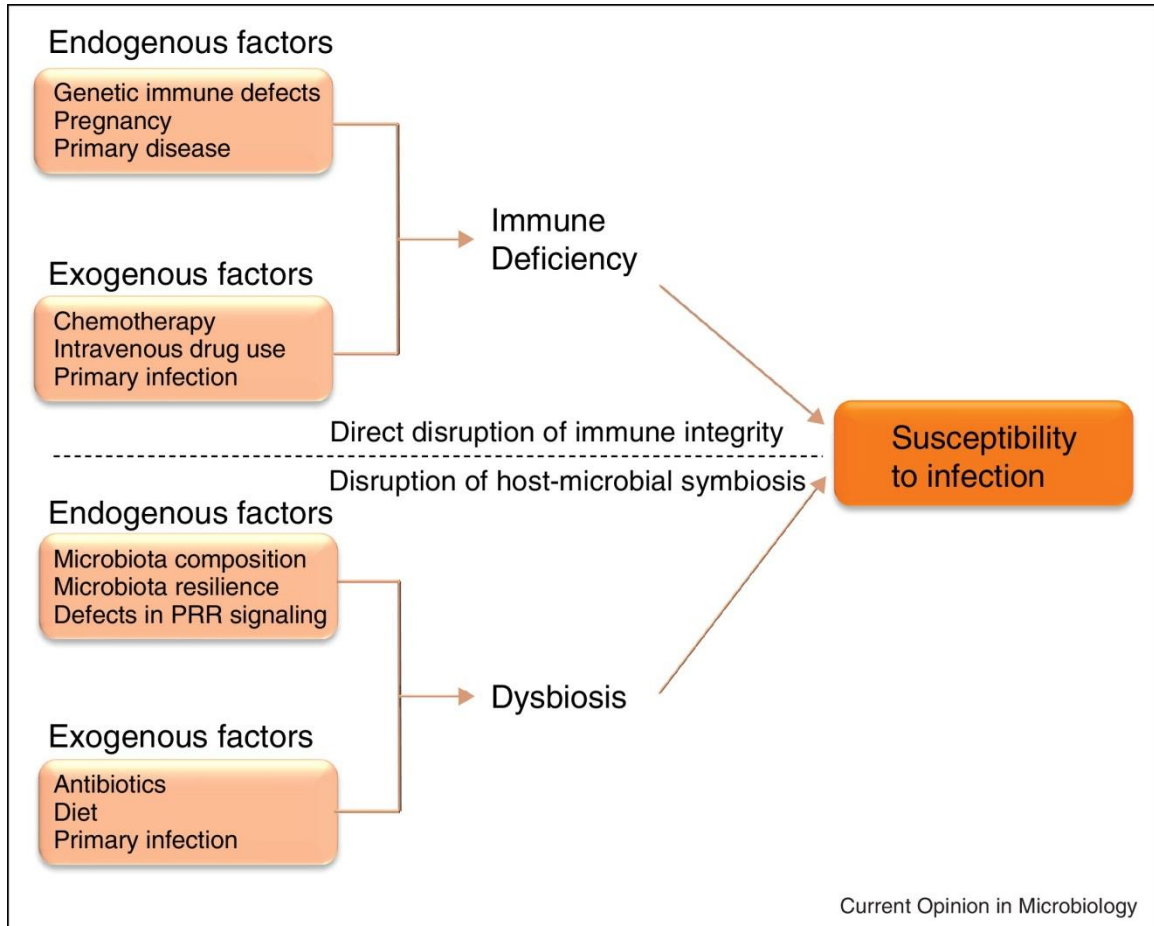 Endogenous factors
Genetic immune defects
Pregnancy
Primary disease
Immune
Deficiency
Exogenous factors
Chemotherapy
Intravenous drug use
Primary infection
Direct disruption of immune integrity
Disruption of host-microbial symbiosis
Susceptibility
to infection
Endogenous factors
Microbiota composition
Microbiota resilience
Defects in PRR signaling
Dysbiosis
Exogenous factors
Antibiotics
Diet
Primary infection
Current Opinion in Microbiology